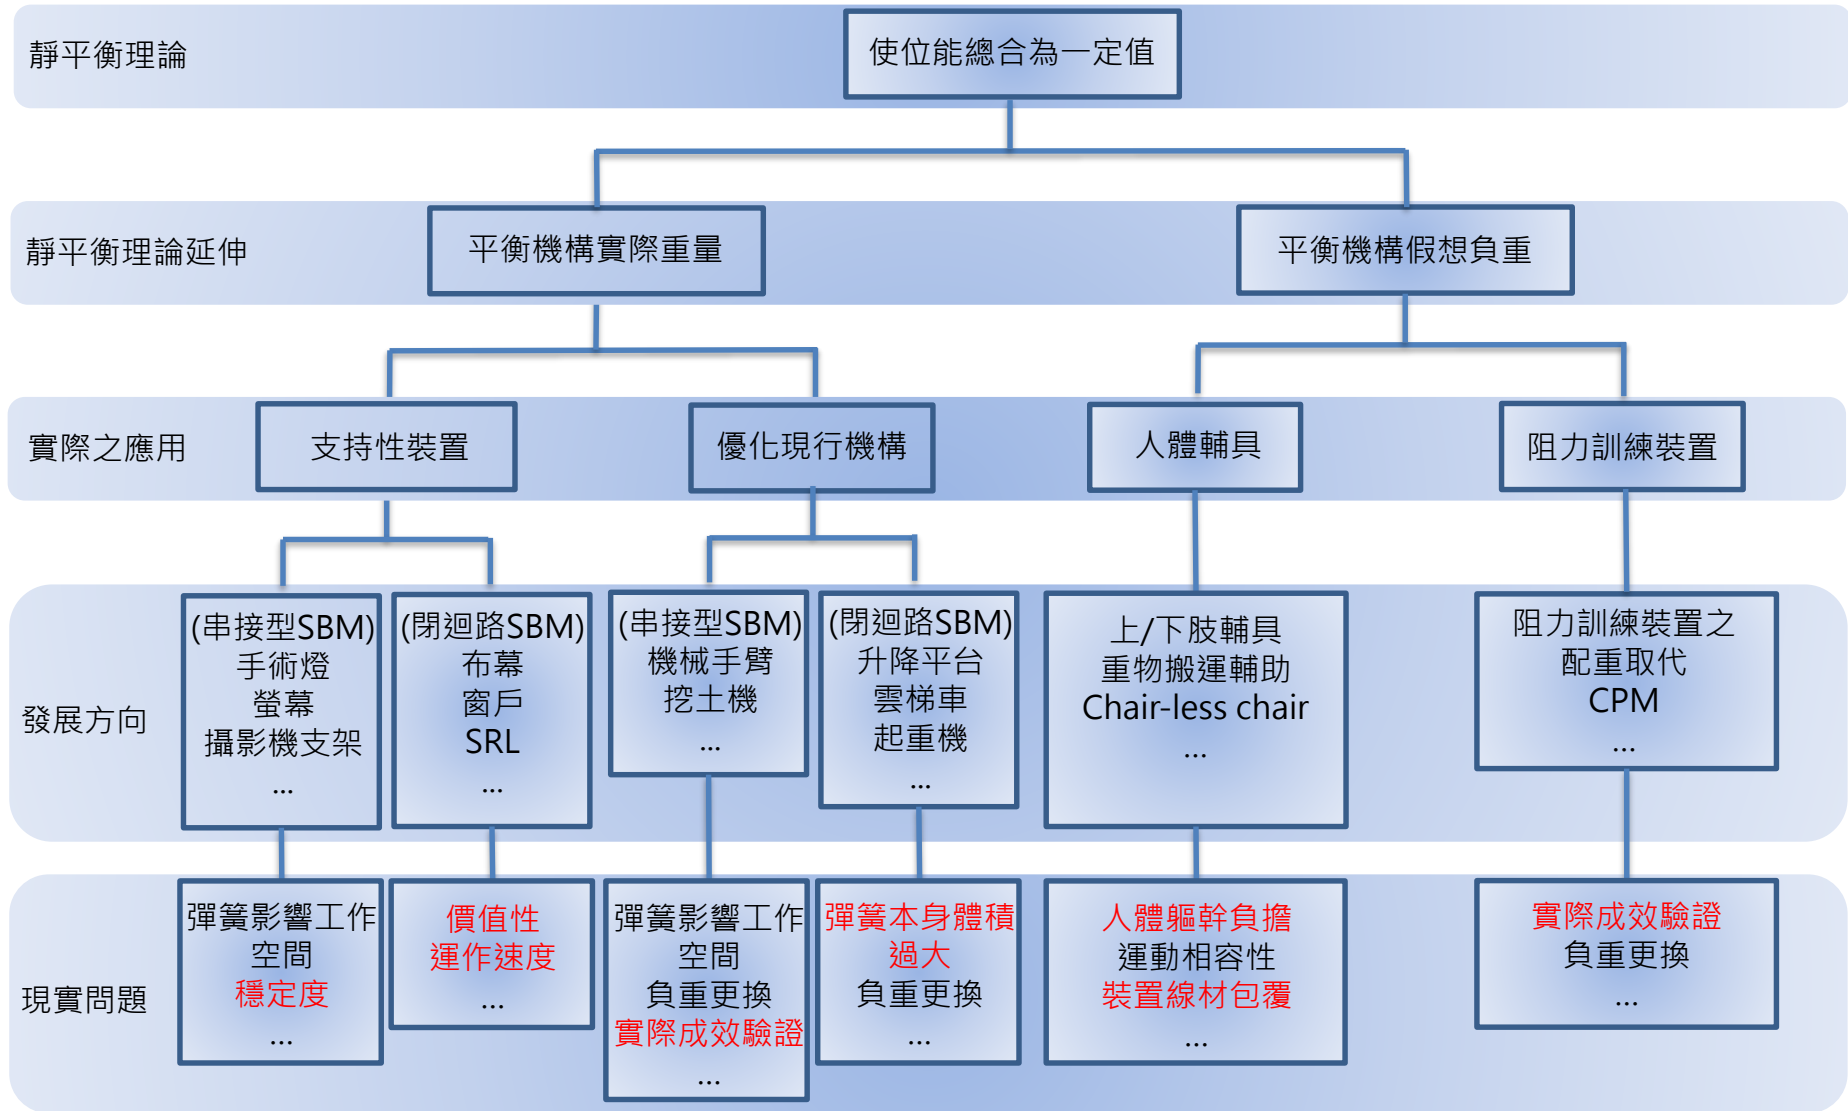 靜平衡理論
使位能總合為一定值
靜平衡理論延伸
平衡機構實際重量
平衡機構假想負重
實際之應用
支持性裝置
優化現行機構
人體輔具
阻力訓練裝置
發展方向
(串接型SBM)
手術燈
螢幕
攝影機支架
...
(閉迴路SBM)
布幕
窗戶
SRL
...
(串接型SBM)
機械手臂
挖土機
...
(閉迴路SBM)
升降平台
雲梯車
起重機
...
上/下肢輔具
重物搬運輔助
Chair-less chair
...
阻力訓練裝置之
配重取代
CPM
...
現實問題
彈簧影響工作
空間
穩定度
...
價值性
運作速度
...
彈簧影響工作
空間
負重更換
實際成效驗證
...
彈簧本身體積
過大
負重更換
...
人體軀幹負擔
運動相容性
裝置線材包覆
...
實際成效驗證
負重更換
...